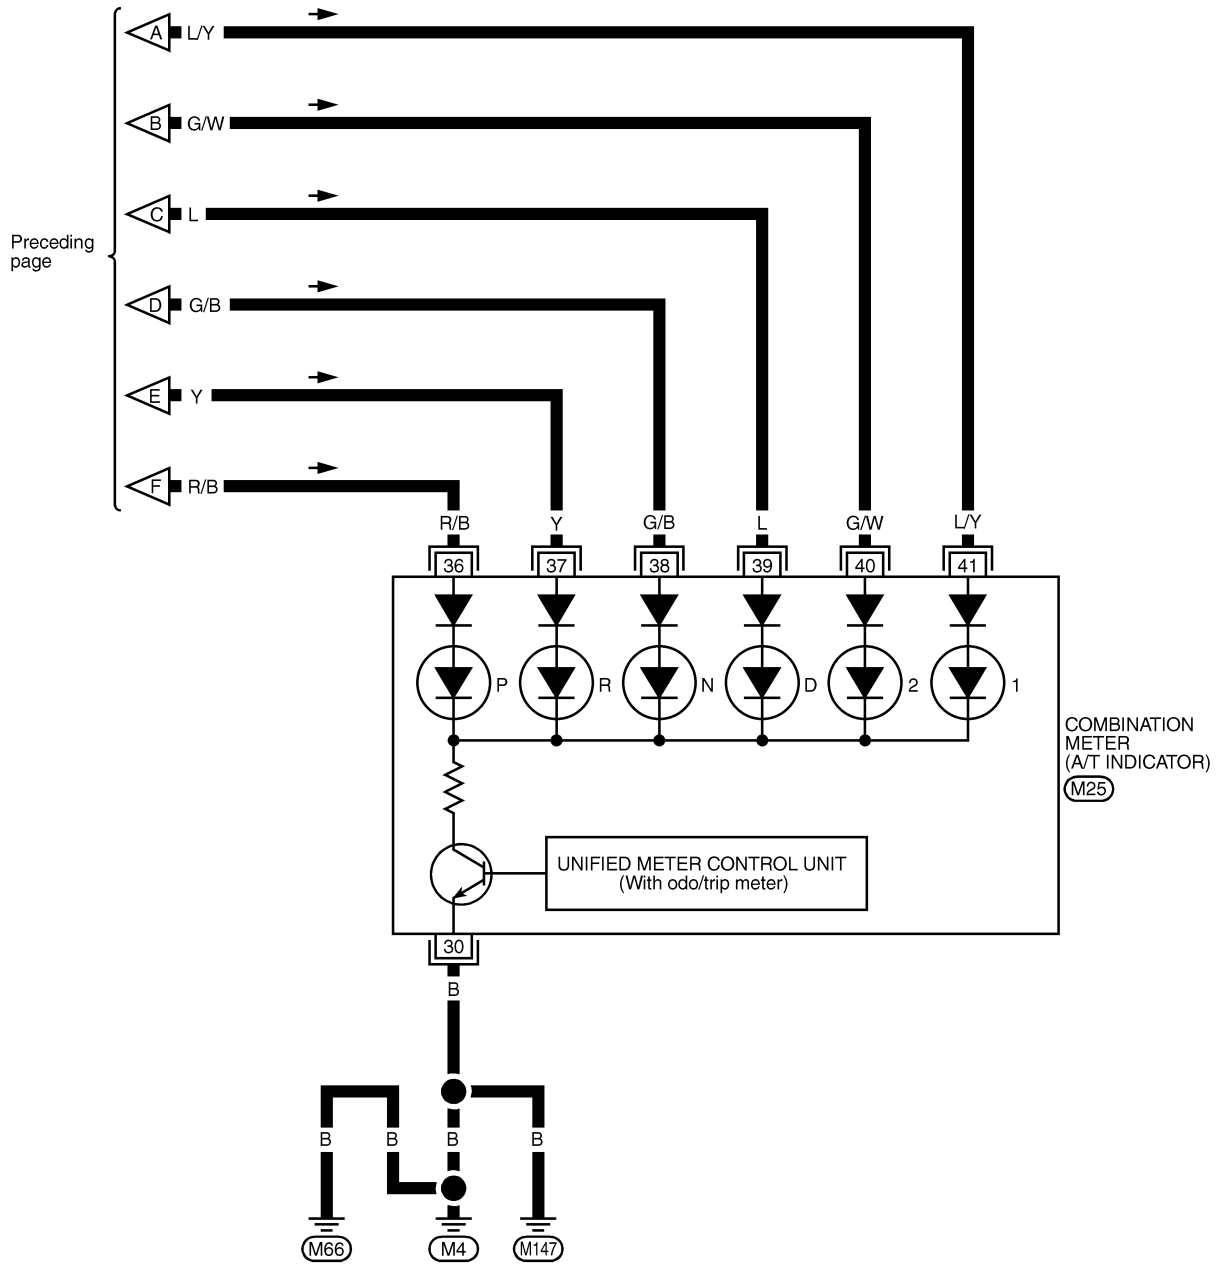 A L/Y
B G/W
C L
Preceding
page
D G/B
E Y
F R/B
R/B Y G/B L G/W L/Y
36 37 38 39 40 41
P R N D 2 1
COMBINATION
METER
(A/T INDICATOR)
M25
UNIFIED METER CONTROL UNIT
(With odo/trip meter)
30
B
B B B B
M66 M4 M147